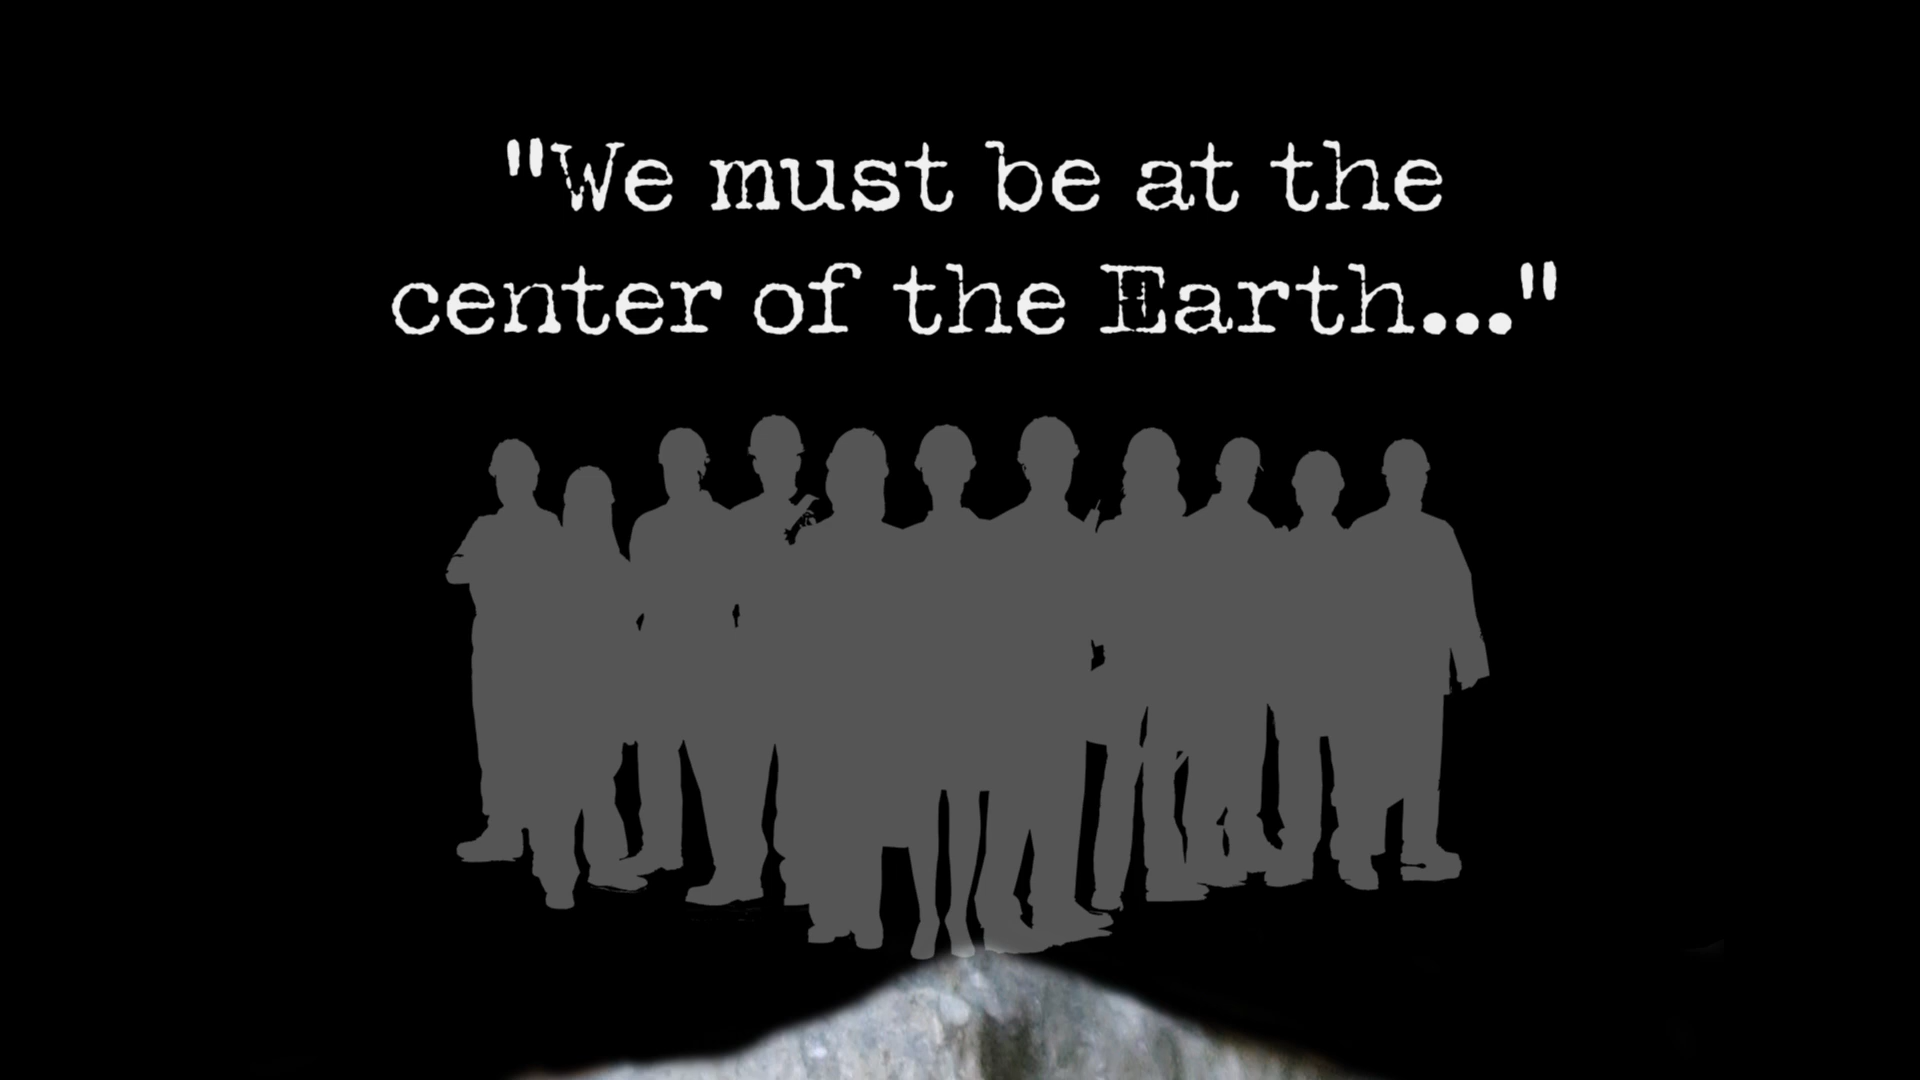 "We must be at the
center of the Earth..."